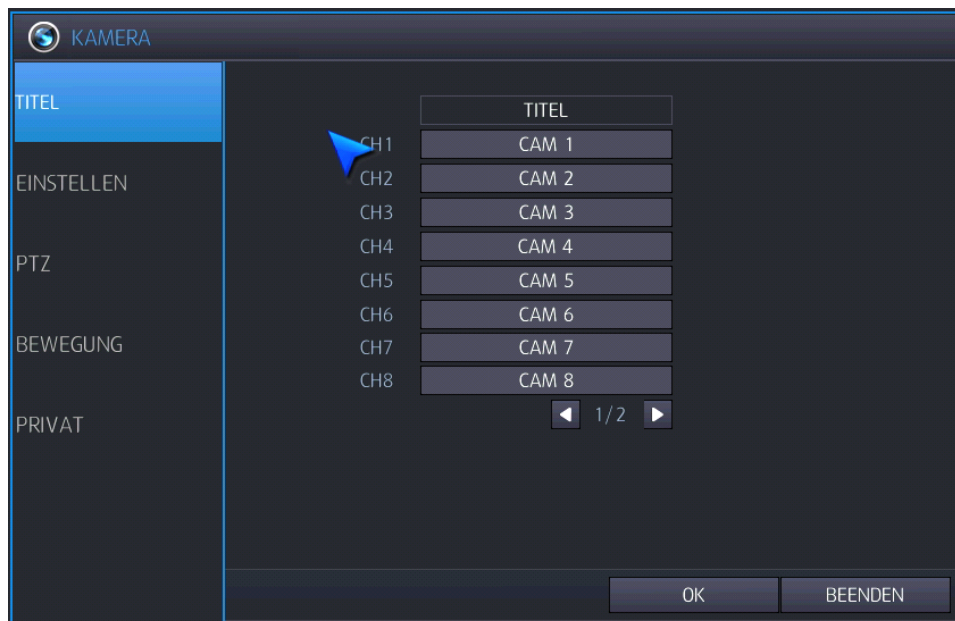 KAMERA
TITEL
EINSTELLEN
PTZ
BEWEGUNG
PRIVAT
TITEL
CH1 CAM 1
CH2 CAM 2
CH3 CAM 3
CH4 CAM 4
CH5 CAM 5
CH6 CAM 6
CH7 CAM 7
CH8 CAM 8
1/2
OK BEENDEN